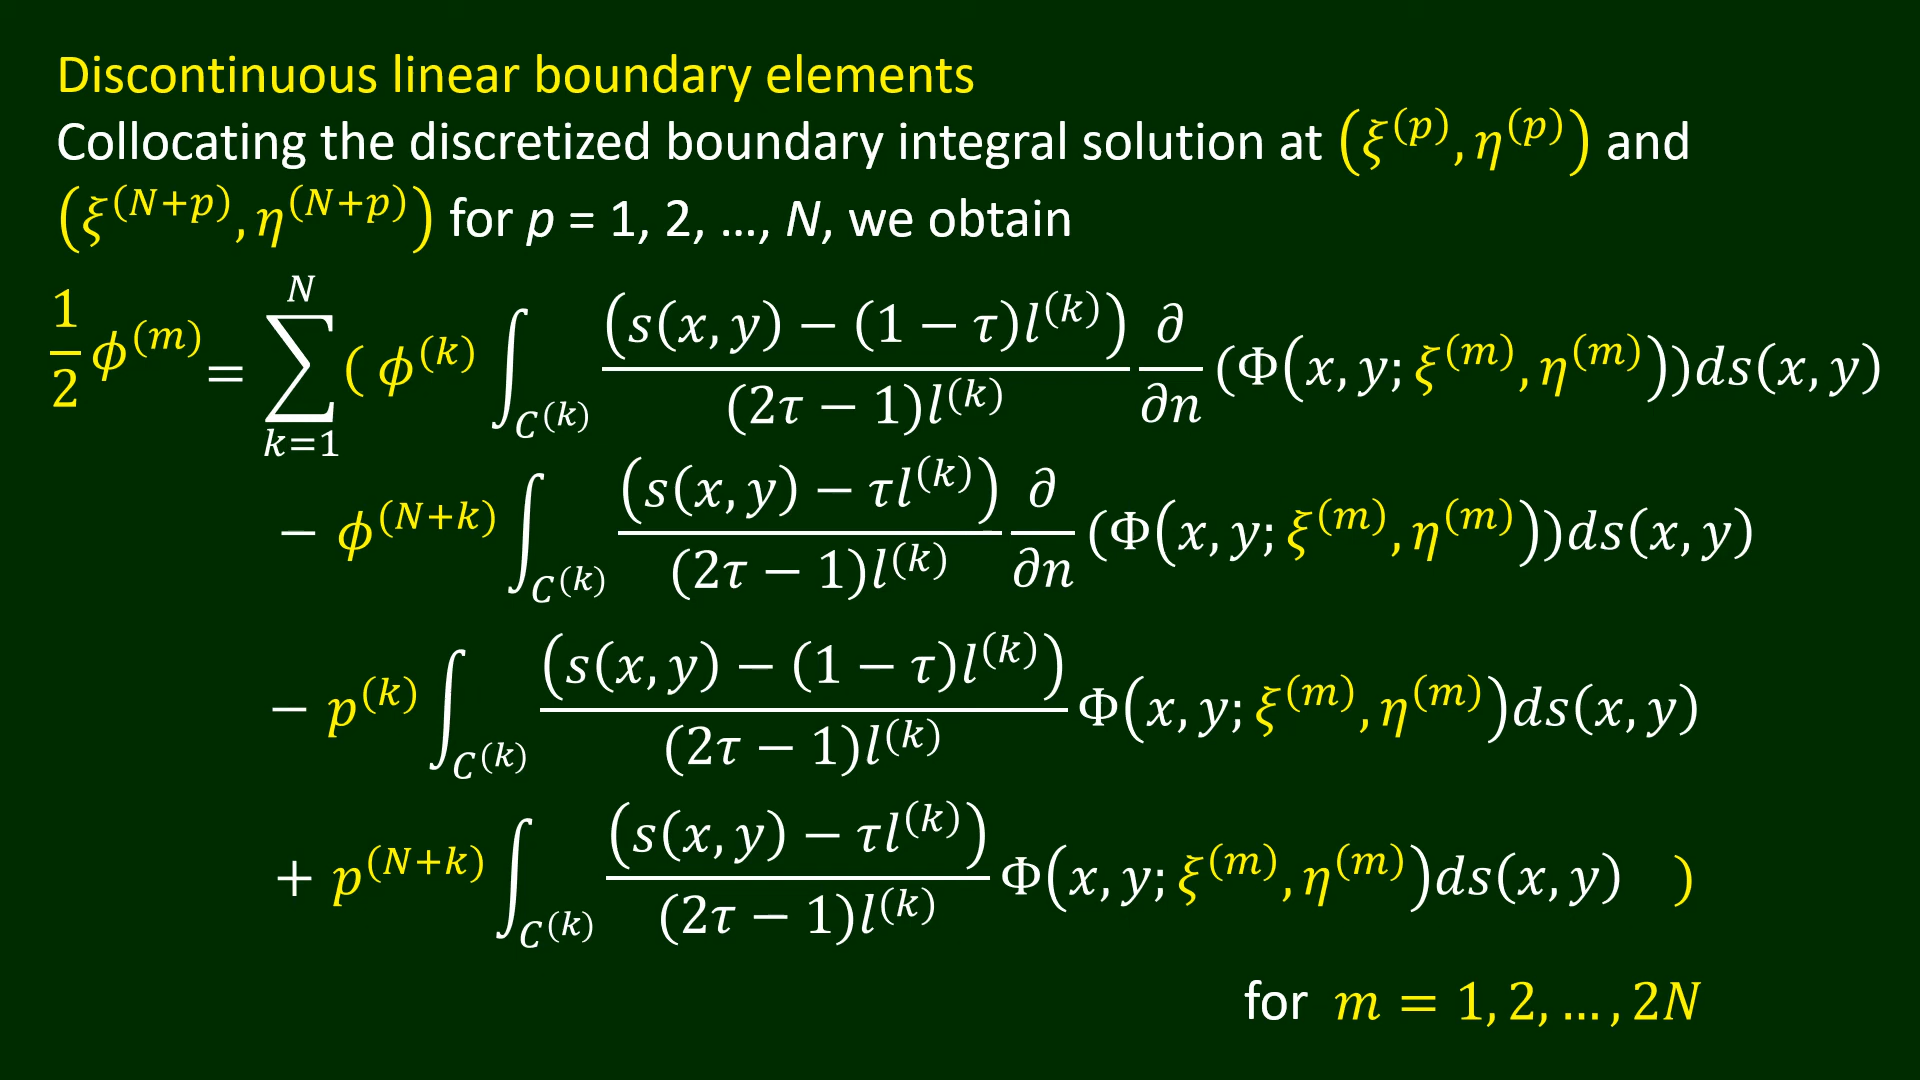 Discontinuous linear boundary elements
Collocating the discretized boundary integral solution at (ξ^(p), η^(p)) and
(ξ^(N+p), η^(N+p)) for p = 1, 2, ..., N, we obtain
1/2 ϕ^(m) = ∑_{k=1}^{N} ( ϕ^(k) ∫_{C^(k)} (s(x, y) − (1 − τ)l^(k)) / ((2τ − 1)l^(k)) ∂/∂n (Φ(x, y; ξ^(m), η^(m)))ds(x, y)
− ϕ^(N+k) ∫_{C^(k)} (s(x, y) − τl^(k)) / ((2τ − 1)l^(k)) ∂/∂n (Φ(x, y; ξ^(m), η^(m)))ds(x, y)
− p^(k) ∫_{C^(k)} (s(x, y) − (1 − τ)l^(k)) / ((2τ − 1)l^(k)) Φ(x, y; ξ^(m), η^(m))ds(x, y)
+ p^(N+k) ∫_{C^(k)} (s(x, y) − τl^(k)) / ((2τ − 1)l^(k)) Φ(x, y; ξ^(m), η^(m))ds(x, y) )
for m = 1, 2, ... , 2N